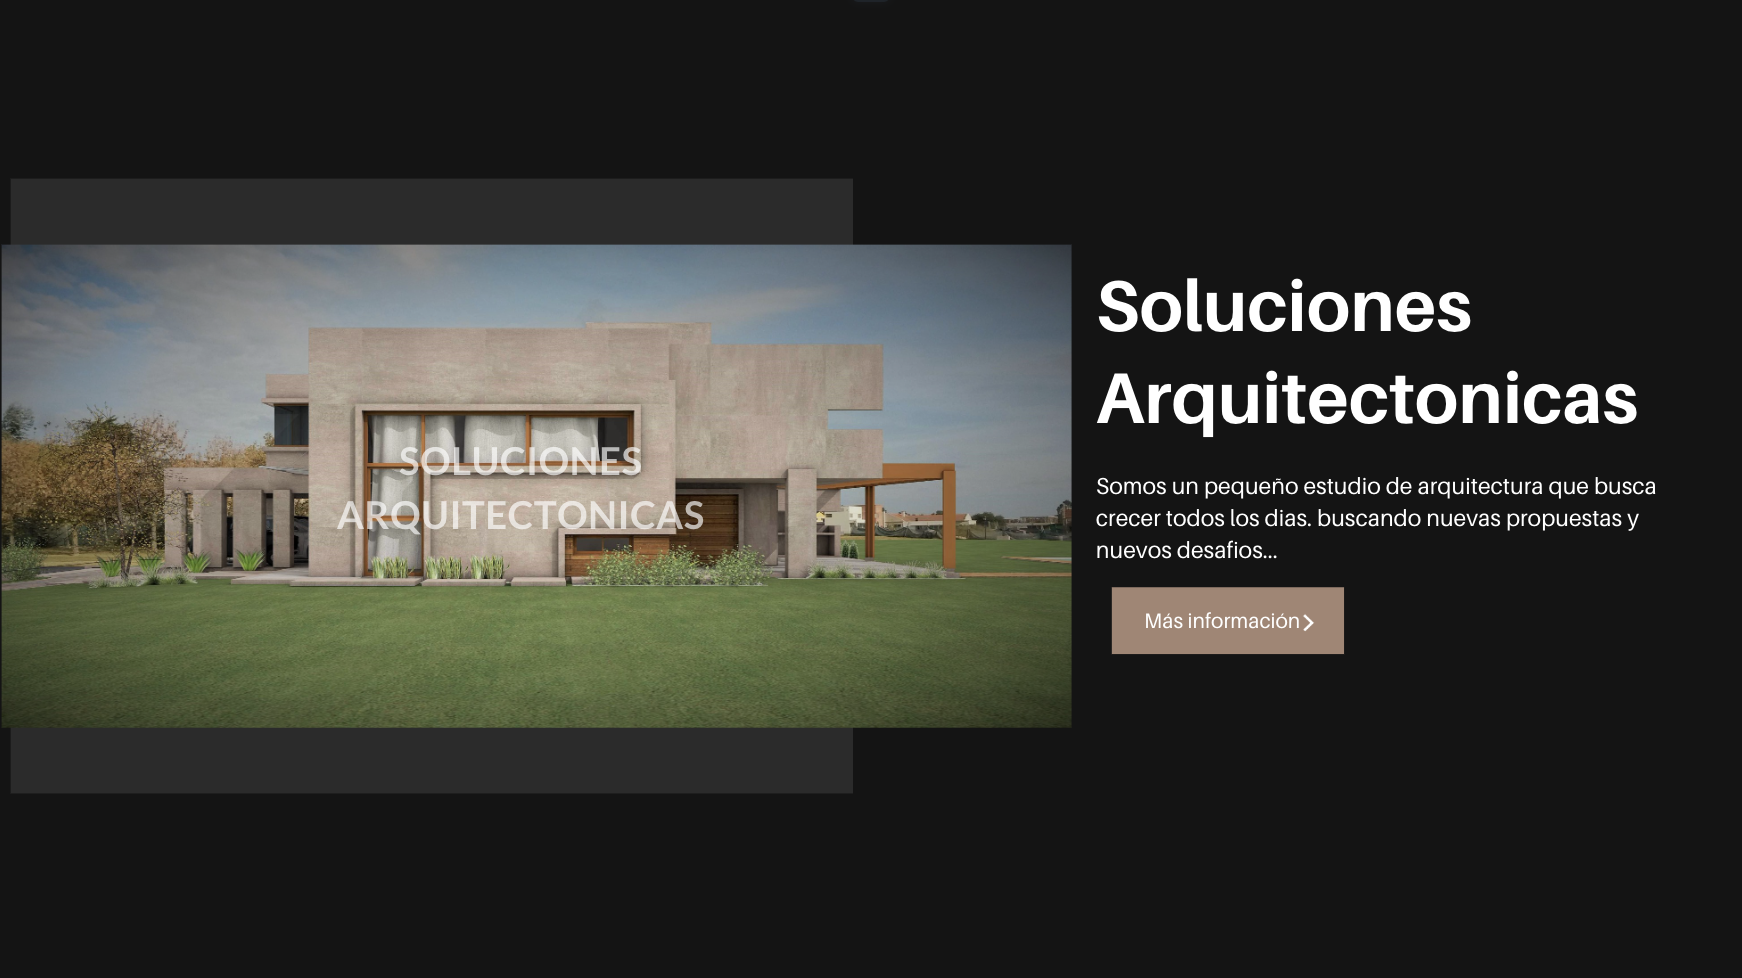 SOLUCIONES
ARQUITECTONICAS
Soluciones
Arquitectonicas
Somos un pequeño estudio de arquitectura que busca
crecer todos los dias. buscando nuevas propuestas y
nuevos desafios...
Más información